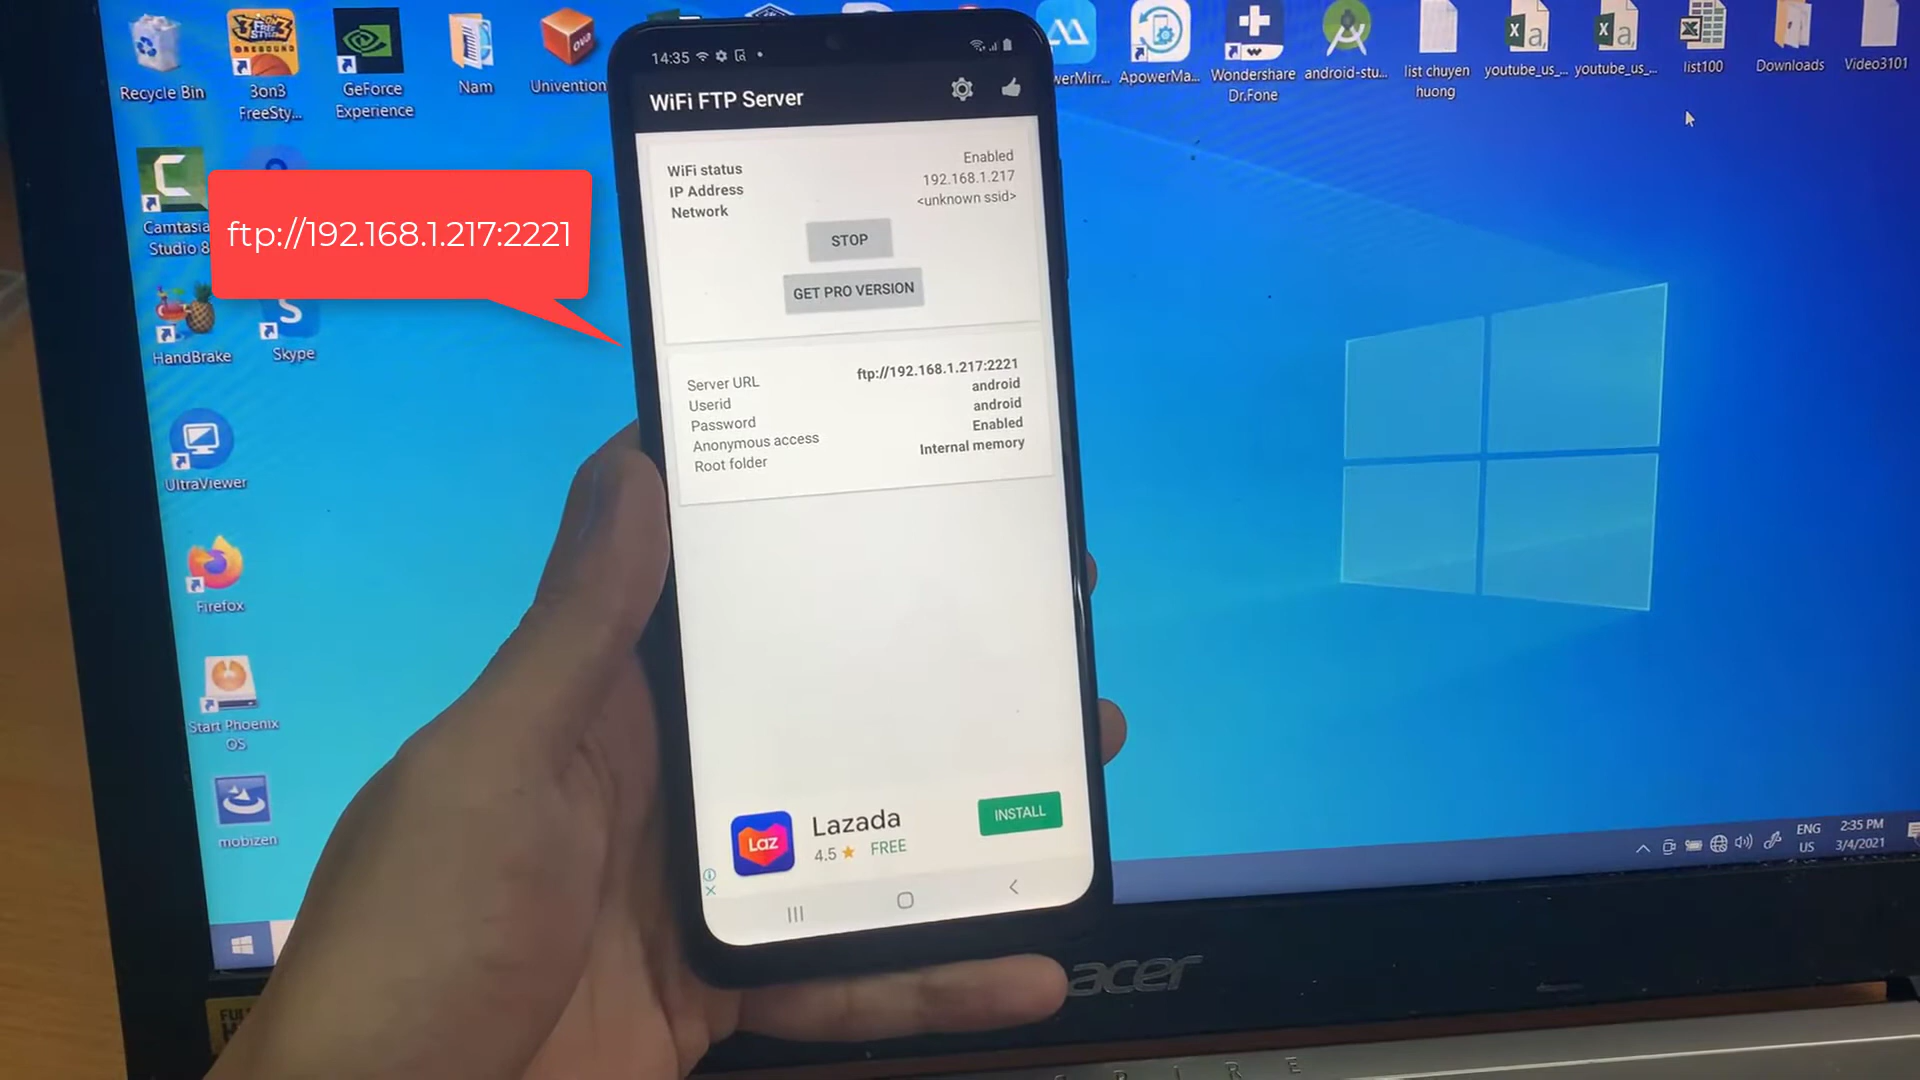 Recycle Bin
3on3
FreeSty...
GeForce
Experience
Nam
Univention
Camtasia
Studio 8
HandBrake
Skype
UltraViewer
Firefox
Start Phoenix
OS
mobizen
ftp://192.168.1.217:2221
14:35
WiFi FTP Server
WiFi status
Enabled
IP Address
192.168.1.217
Network
<unknown ssid>
STOP
GET PRO VERSION
Server URL
ftp://192.168.1.217:2221
Userid
android
Password
android
Anonymous access
Enabled
Root folder
Internal memory
Laz
Lazada
4.5 ★ FREE
INSTALL
werMirr...
ApowerMa...
Wondershare
Dr.Fone
android-stu...
list chuyen
huong
youtube_us_...
youtube_us_...
list100
Downloads
Video3101
ENG
US
2:35 PM
3/4/2021
acer